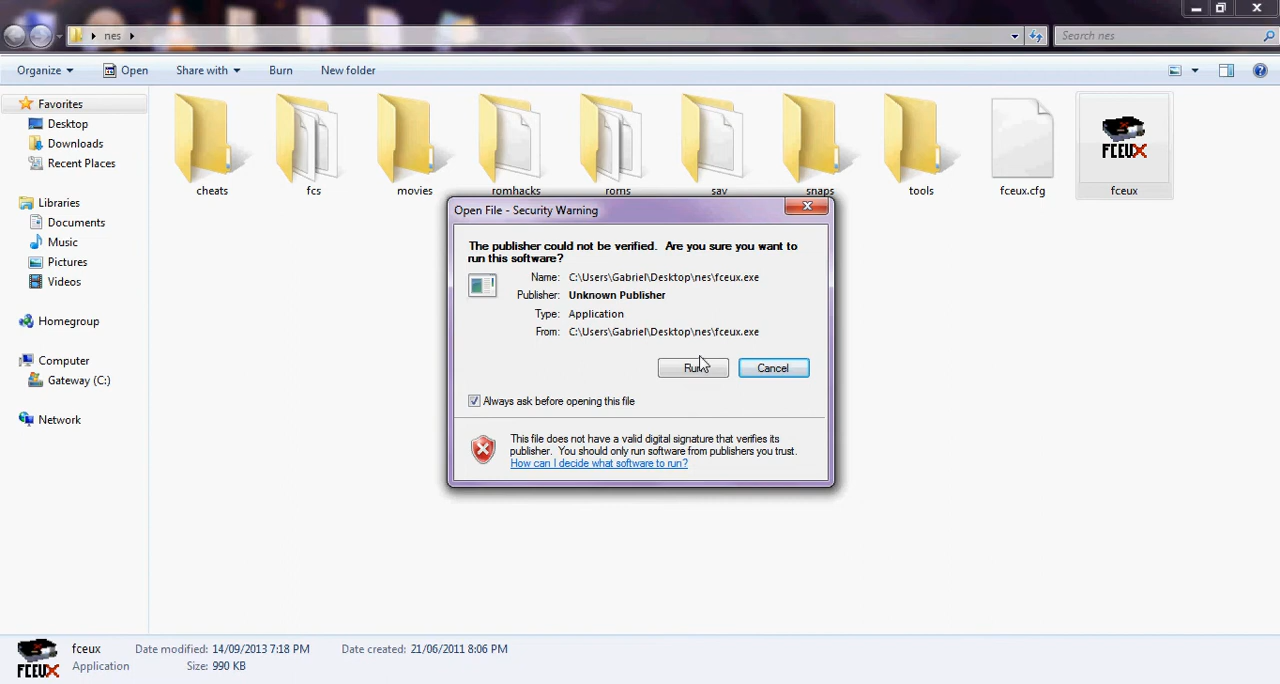 nes
Search nes
Organize
Open
Share with
Burn
New folder
Favorites
Desktop
Downloads
Recent Places
Libraries
Documents
Music
Pictures
Videos
Homegroup
Computer
Gateway (C:)
Network
cheats
fcs
movies
romhacks
roms
sav
snaps
tools
fceux.cfg
FCEUX
fceux
Open File - Security Warning
The publisher could not be verified. Are you sure you want to
run this software?
Name: C:\Users\Gabriel\Desktop\nes\fceux.exe
Publisher: Unknown Publisher
Type: Application
From: C:\Users\Gabriel\Desktop\nes\fceux.exe
Run
Cancel
Always ask before opening this file
This file does not have a valid digital signature that verifies its
publisher. You should only run software from publishers you trust.
How can I decide what software to run?
FCEUX
fceux
Date modified: 14/09/2013 7:18 PM
Date created: 21/06/2011 8:06 PM
Application
Size: 990 KB